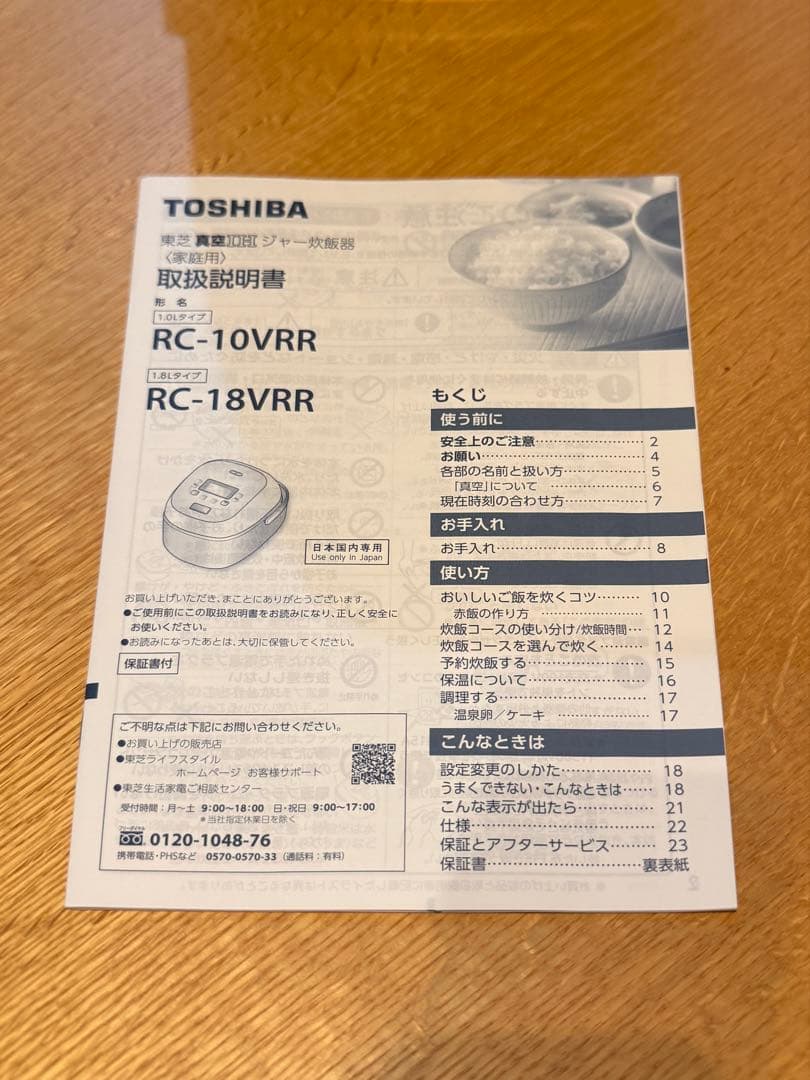 TOSHIBA
東芝 真空IH ジャー炊飯器
〈家庭用〉
取扱説明書
形 名
1.0Lタイプ
RC-10VRR
1.8Lタイプ
RC-18VRR
日本国内専用
Use only in Japan
お買い上げいただき、まことにありがとうございます。
●ご使用前にこの取扱説明書をお読みになり、正しく安全に
お使いください。
●お読みになったあとは、大切に保管してください。
保証書付
ご不明な点は下記にお問い合わせください。
●お買い上げの販売店
●東芝ライフスタイル
ホームページ お客様サポート
●東芝生活家電ご相談センター
受付時間:月~土 9:00~18:00 日・祝日 9:00~17:00
＊当社指定休業日を除く
フリーダイヤル
0120-1048-76
携帯電話・PHSなど 0570-0570-33(通話料:有料)
もくじ
使う前に
安全上のご注意…………………… 2
お願い…………………………… 4
各部の名前と扱い方……………… 5
「真空」について …………… 6
現在時刻の合わせ方……………… 7
お手入れ
お手入れ………………………… 8
使い方
おいしいご飯を炊くコツ……… 10
赤飯の作り方 …………… 11
炊飯コースの使い分け/炊飯時間… 12
炊飯コースを選んで炊く……… 14
予約炊飯する…………………… 15
保温について…………………… 16
調理する………………………… 17
温泉卵／ケーキ …………… 17
こんなときは
設定変更のしかた……………… 18
うまくできない・こんなときは…… 18
こんな表示が出たら…………… 21
仕様……………………………… 22
保証とアフターサービス……… 23
保証書…………………………裏表紙